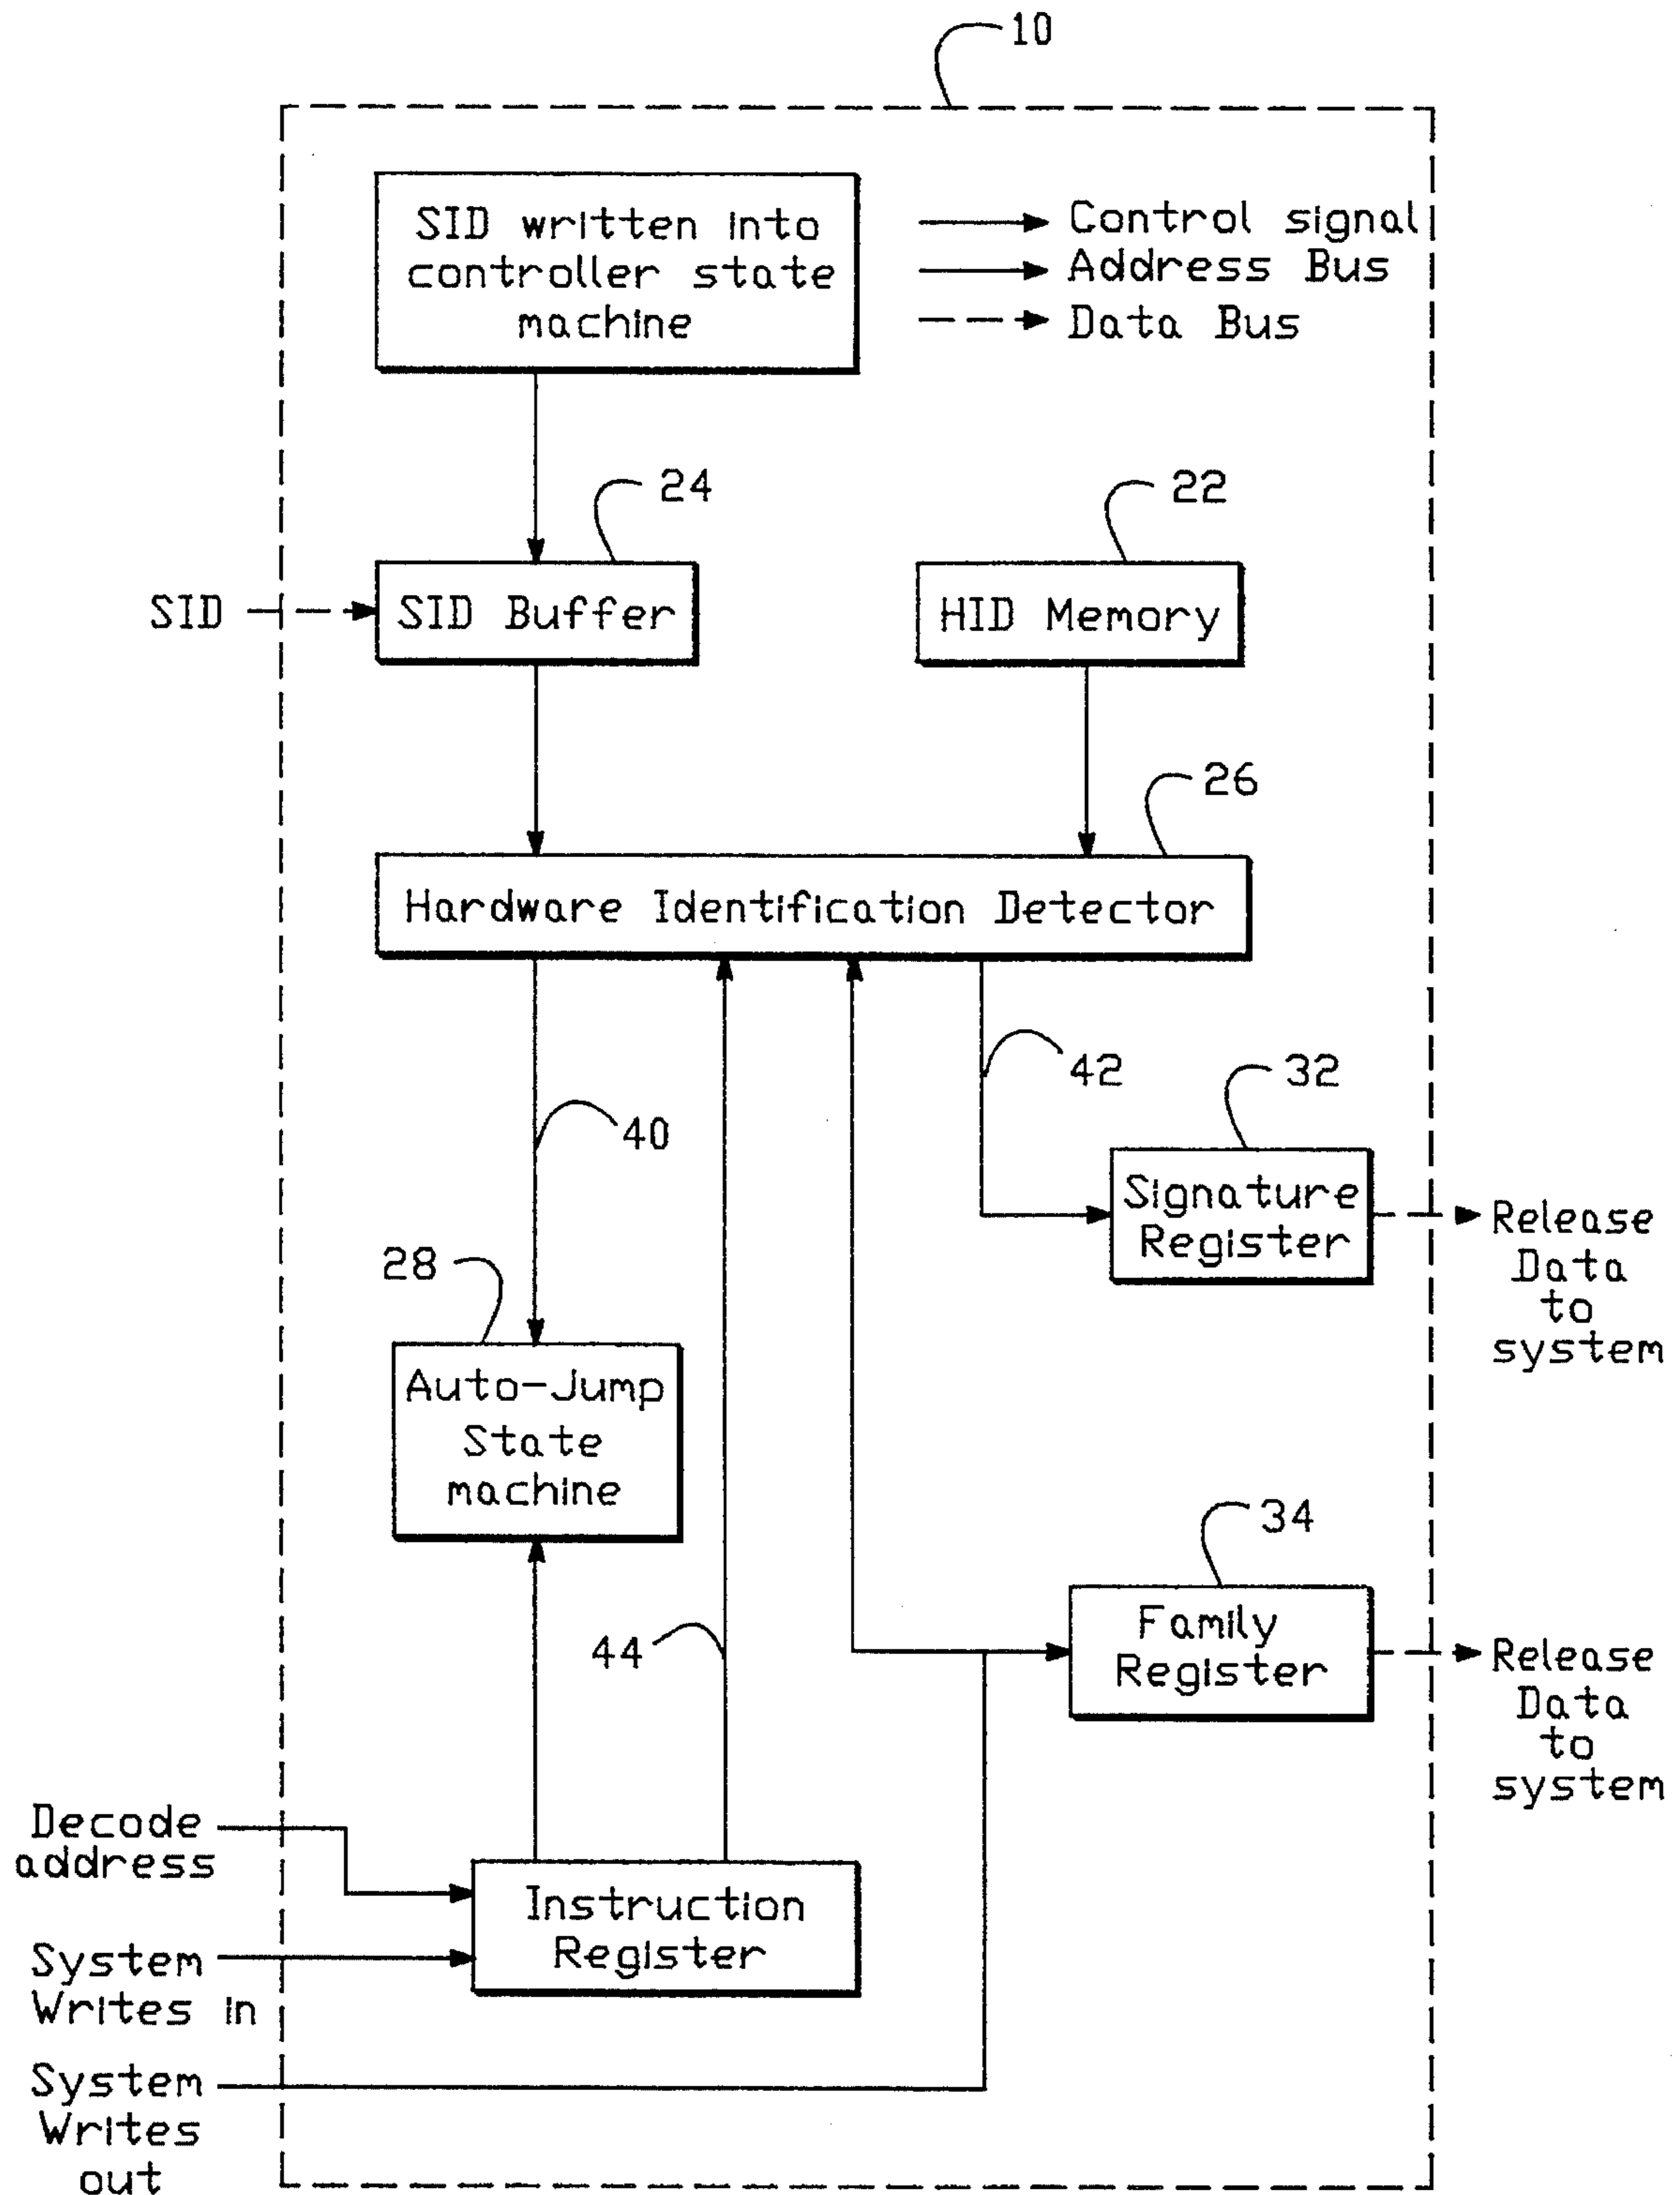 10
SID written into
controller state
machine
Control signal
Address Bus
Data Bus
24
22
SID
SID Buffer
HID Memory
26
Hardware Identification Detector
42
32
40
Signature
Register
Release
Data
to
system
28
Auto-Jump
State
machine
34
Family
Register
44
Release
Data
to
system
Decode
address
Instruction
Register
System
Writes in
System
Writes
out